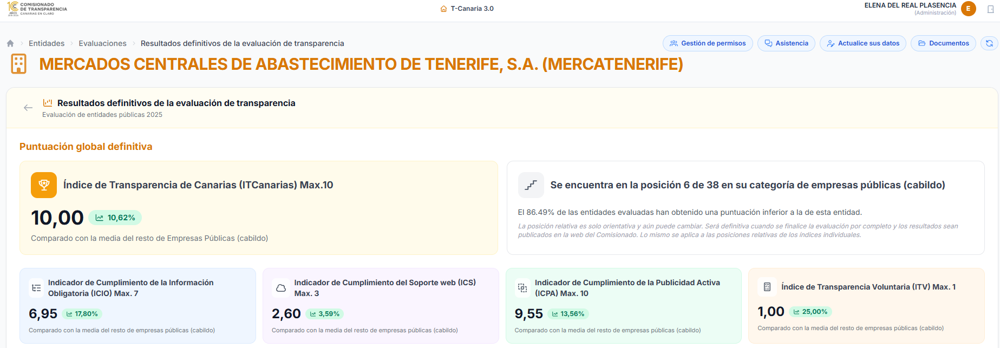 COMISIONADO
DE TRANSPARENCIA
CANARIAS EN CLARO
AÑOS
T-Canaria 3.0
ELENA DEL REAL PLASENCIA
(Administración)
E
Entidades > Evaluaciones > Resultados definitivos de la evaluación de transparencia
Gestión de permisos
Asistencia
Actualice sus datos
Documentos
MERCADOS CENTRALES DE ABASTECIMIENTO DE TENERIFE, S.A. (MERCATENERIFE)
Resultados definitivos de la evaluación de transparencia
Evaluación de entidades públicas 2025
Puntuación global definitiva
Índice de Transparencia de Canarias (ITCanarias) Max.10
10,00 10,62%
Comparado con la media del resto de Empresas Públicas (cabildo)
Se encuentra en la posición 6 de 38 en su categoría de empresas públicas (cabildo)
El 86.49% de las entidades evaluadas han obtenido una puntuación inferior a la de esta entidad.
La posición relativa es solo orientativa y aún puede cambiar. Será definitiva cuando se finalice la evaluación por completo y los resultados sean
publicados en la web del Comisionado. Lo mismo se aplica a las posiciones relativas de los índices individuales.
Indicador de Cumplimiento de la Información
Obligatoria (ICIO) Max. 7
6,95 17,80%
Comparado con la media del resto de empresas públicas (cabildo)
Indicador de Cumplimiento del Soporte web (ICS)
Max. 3
2,60 3,59%
Comparado con la media del resto de empresas públicas (cabildo)
Indicador de Cumplimiento de la Publicidad Activa
(ICPA) Max. 10
9,55 13,56%
Comparado con la media del resto de empresas públicas (cabildo)
Índice de Transparencia Voluntaria (ITV) Max. 1
1,00 25,00%
Comparado con la media del resto de empresas públicas (cabildo)